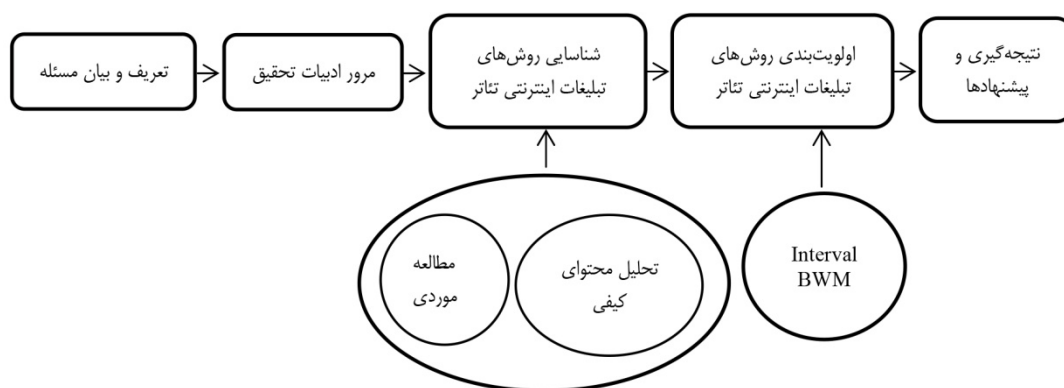 تعریف و بیان مسئله
مرور ادبیات تحقیق
شناسایی روش‌های
تبلیغات اینترنتی تئاتر
اولویت‌بندی روش‌های
تبلیغات اینترنتی تئاتر
نتیجه‌گیری و
پیشنهادها
مطالعه
موردی
تحلیل محتوای
کیفی
Interval
BWM